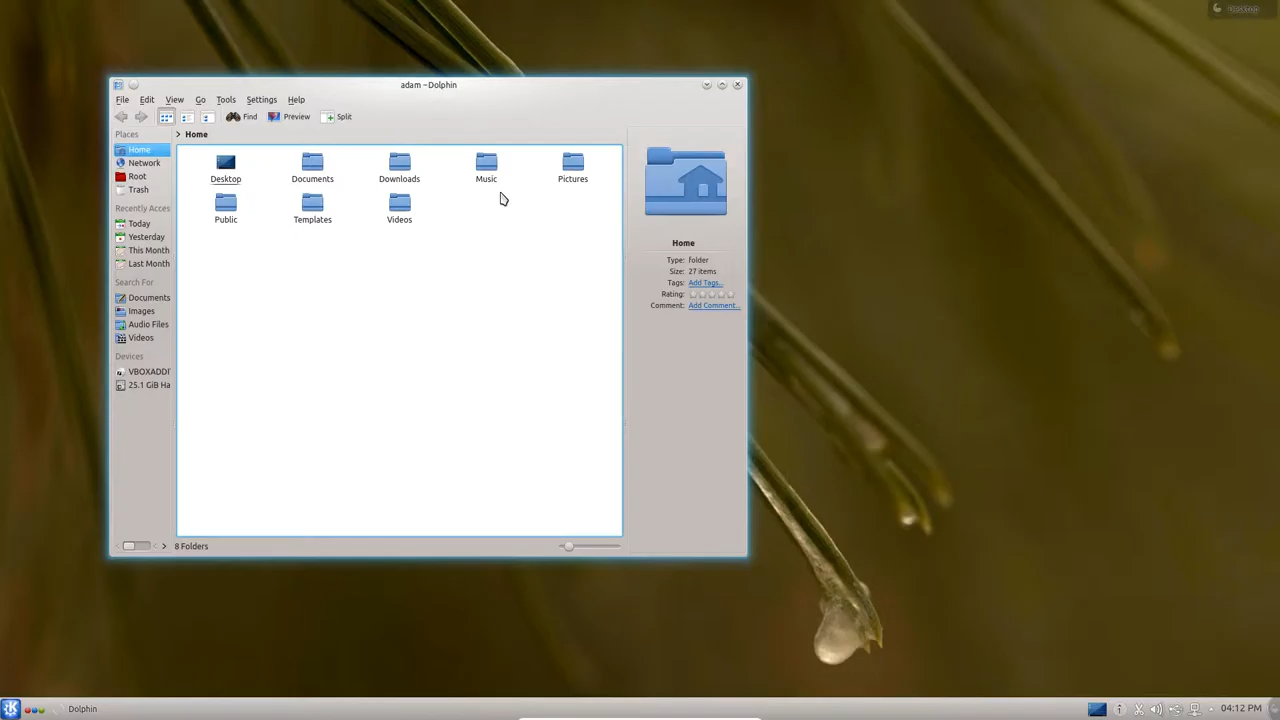 Desktop
adam – Dolphin
File Edit View Go Tools Settings Help
Find Preview Split
Places
> Home
Home
Network
Root
Trash
Recently Acces
Today
Yesterday
This Month
Last Month
Search For
Documents
Images
Audio Files
Videos
Devices
VBOXADDI
25.1 GiB Ha
Desktop Documents Downloads Music Pictures
Public Templates Videos
Home
Type: folder
Size: 27 items
Tags: Add Tags...
Rating:
Comment: Add Comment...
8 Folders
Dolphin
04:12 PM